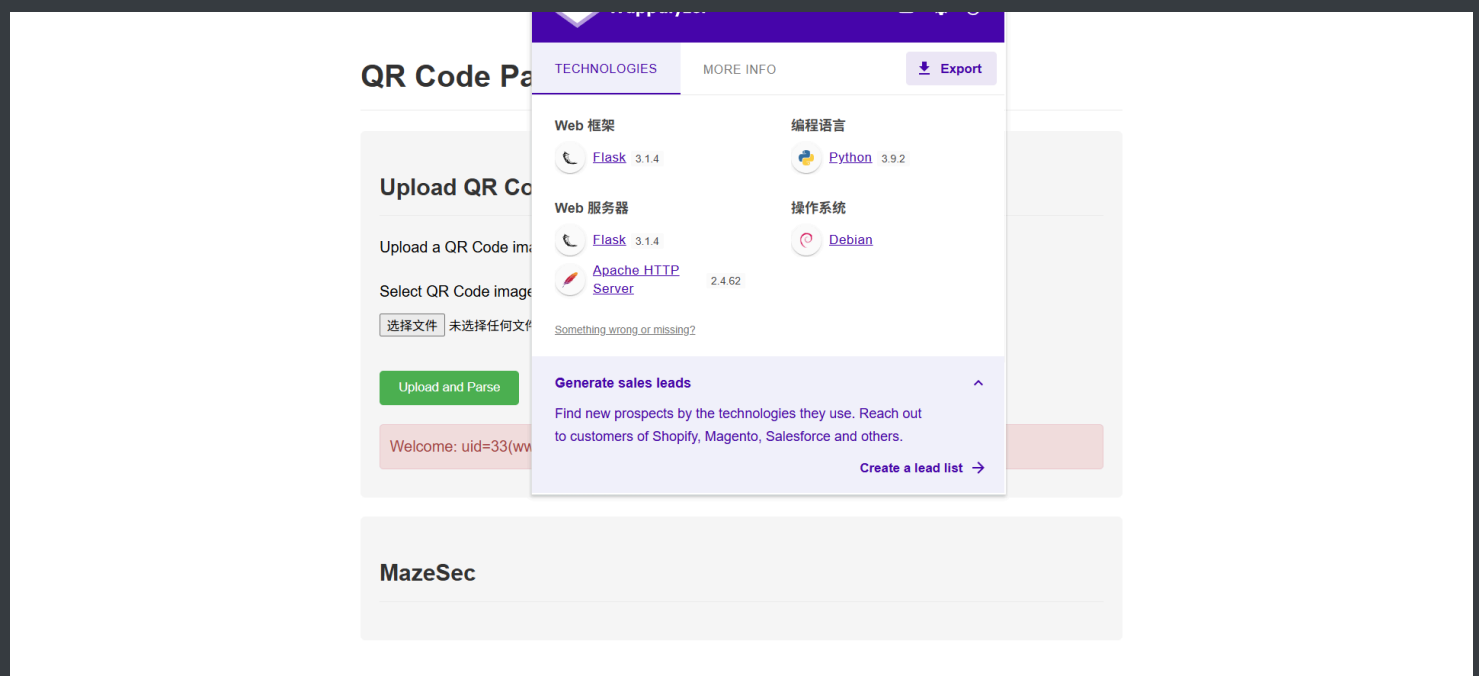 QR Code Pa
TECHNOLOGIES
MORE INFO
Export
Web 框架
编程语言
Flask 3.1.4
Python 3.9.2
Web 服务器
操作系统
Flask 3.1.4
Debian
Apache HTTP
Server
2.4.62
Something wrong or missing?
Generate sales leads
Find new prospects by the technologies they use. Reach out
to customers of Shopify, Magento, Salesforce and others.
Create a lead list
Upload QR Co
Upload a QR Code ima
Select QR Code image
选择文件 未选择任何文件
Upload and Parse
Welcome: uid=33(ww
MazeSec